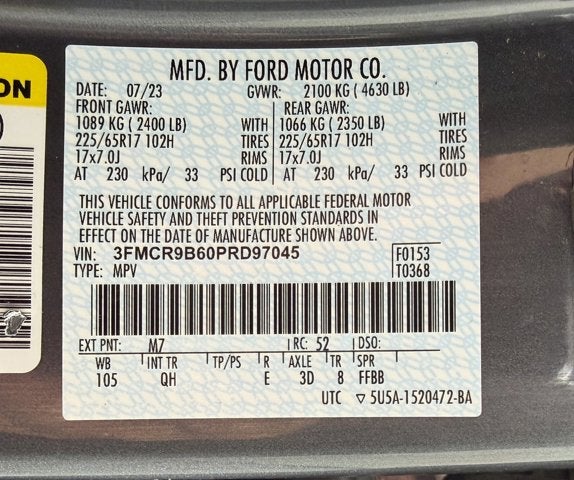 ON
MFD. BY FORD MOTOR CO.
DATE: 07/23 GVWR: 2100 KG ( 4630 LB)
FRONT GAWR: REAR GAWR:
1089 KG ( 2400 LB) WITH 1066 KG ( 2350 LB) WITH
225/65R17 102H TIRES 225/65R17 102H TIRES
17x7.0J RIMS 17x7.0J RIMS
AT 230 kPa/ 33 PSI COLD AT 230 kPa/ 33 PSI COLD
THIS VEHICLE CONFORMS TO ALL APPLICABLE FEDERAL MOTOR
VEHICLE SAFETY AND THEFT PREVENTION STANDARDS IN
EFFECT ON THE DATE OF MANUFACTURE SHOWN ABOVE.
VIN: 3FMCR9B60PRD97045 F0153
TYPE: MPV T0368
EXT PNT: M7 RC: 52 DSO:
WB INT TR TP/PS R AXLE TR SPR
105 QH E 3D 8 FFBB
UTC ▽ 5U5A-1520472-BA